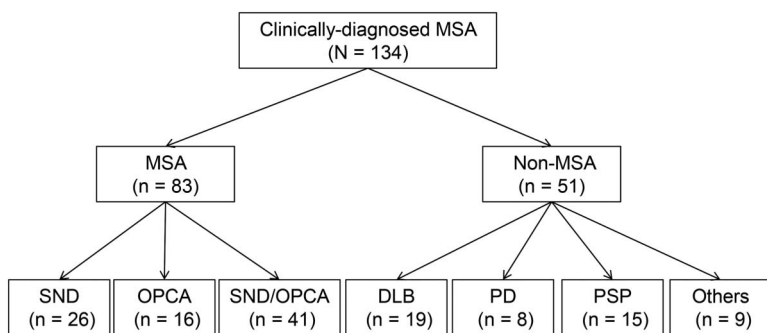 Clinically-diagnosed MSA
(N = 134)
MSA
(n = 83)
Non-MSA
(n = 51)
SND
(n = 26)
OPCA
(n = 16)
SND/OPCA
(n = 41)
DLB
(n = 19)
PD
(n = 8)
PSP
(n = 15)
Others
(n = 9)